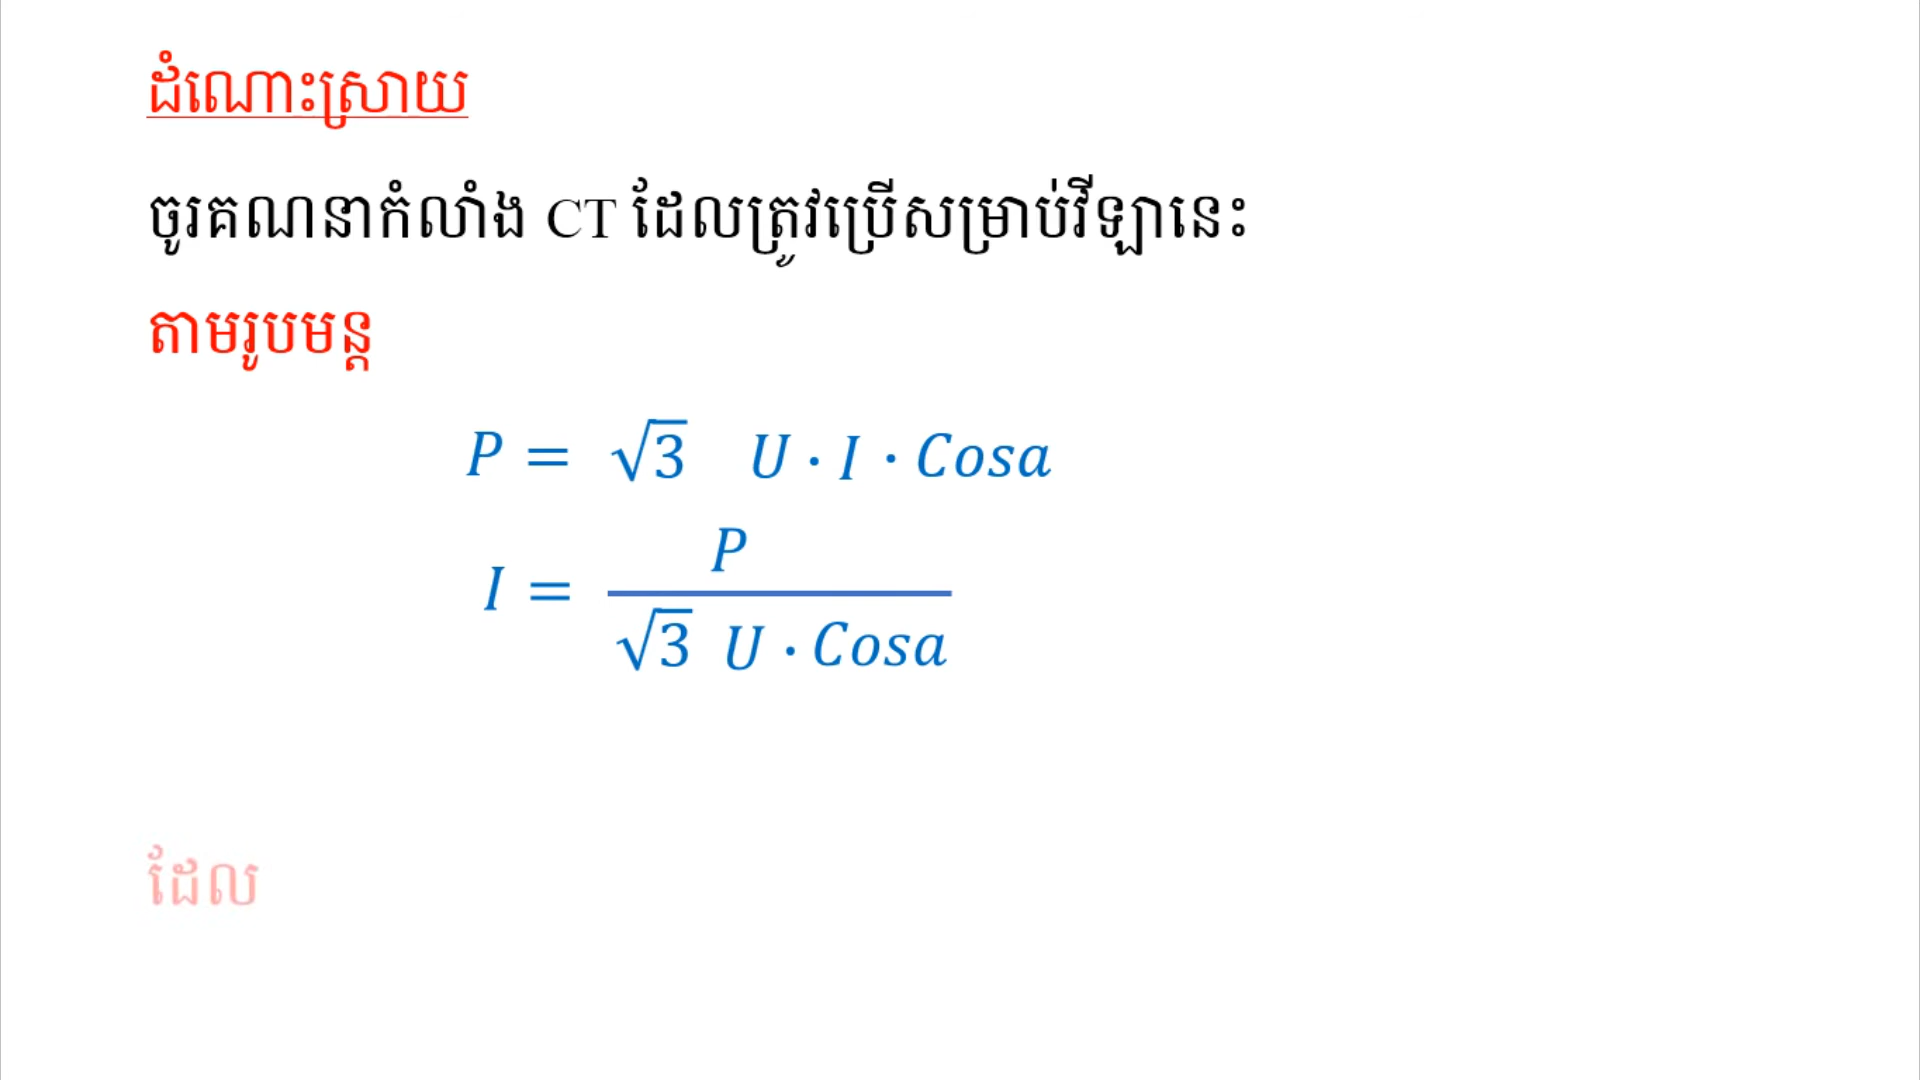 ដំណោះស្រាយ
ចូរគណនាកំលាំង CT ដែលត្រូវប្រើសម្រាប់វីឡានេះ
តាមរូបមន្ត
P = √3 U · I · Cosa
I = P / √3 U · Cosa
ដែល